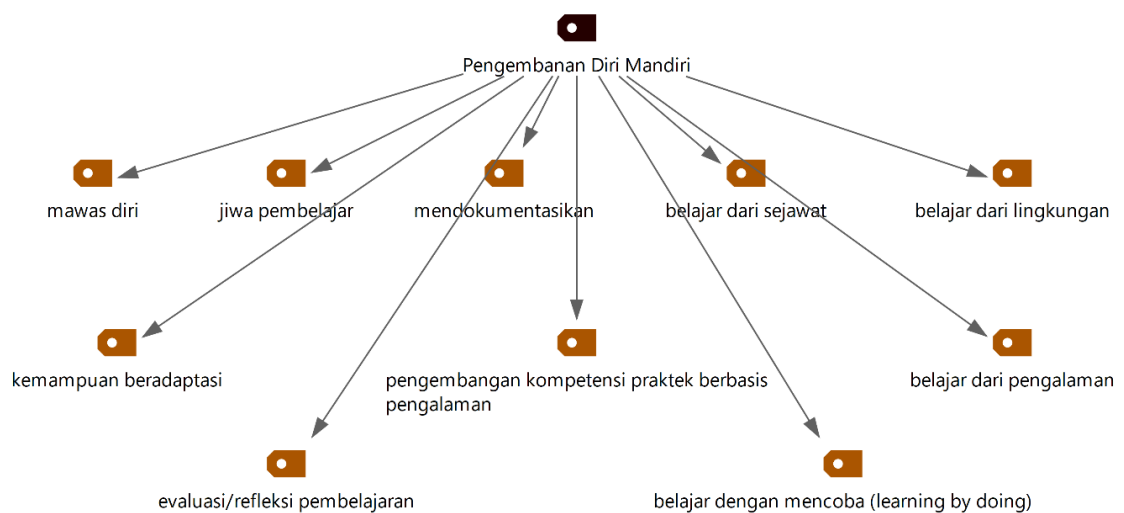 Pengembanan Diri Mandiri
mawas diri
jiwa pembelajar
mendokumentasikan
belajar dari sejawat
belajar dari lingkungan
kemampuan beradaptasi
pengembangan kompetensi praktek berbasis
pengalaman
belajar dari pengalaman
evaluasi/refleksi pembelajaran
belajar dengan mencoba (learning by doing)